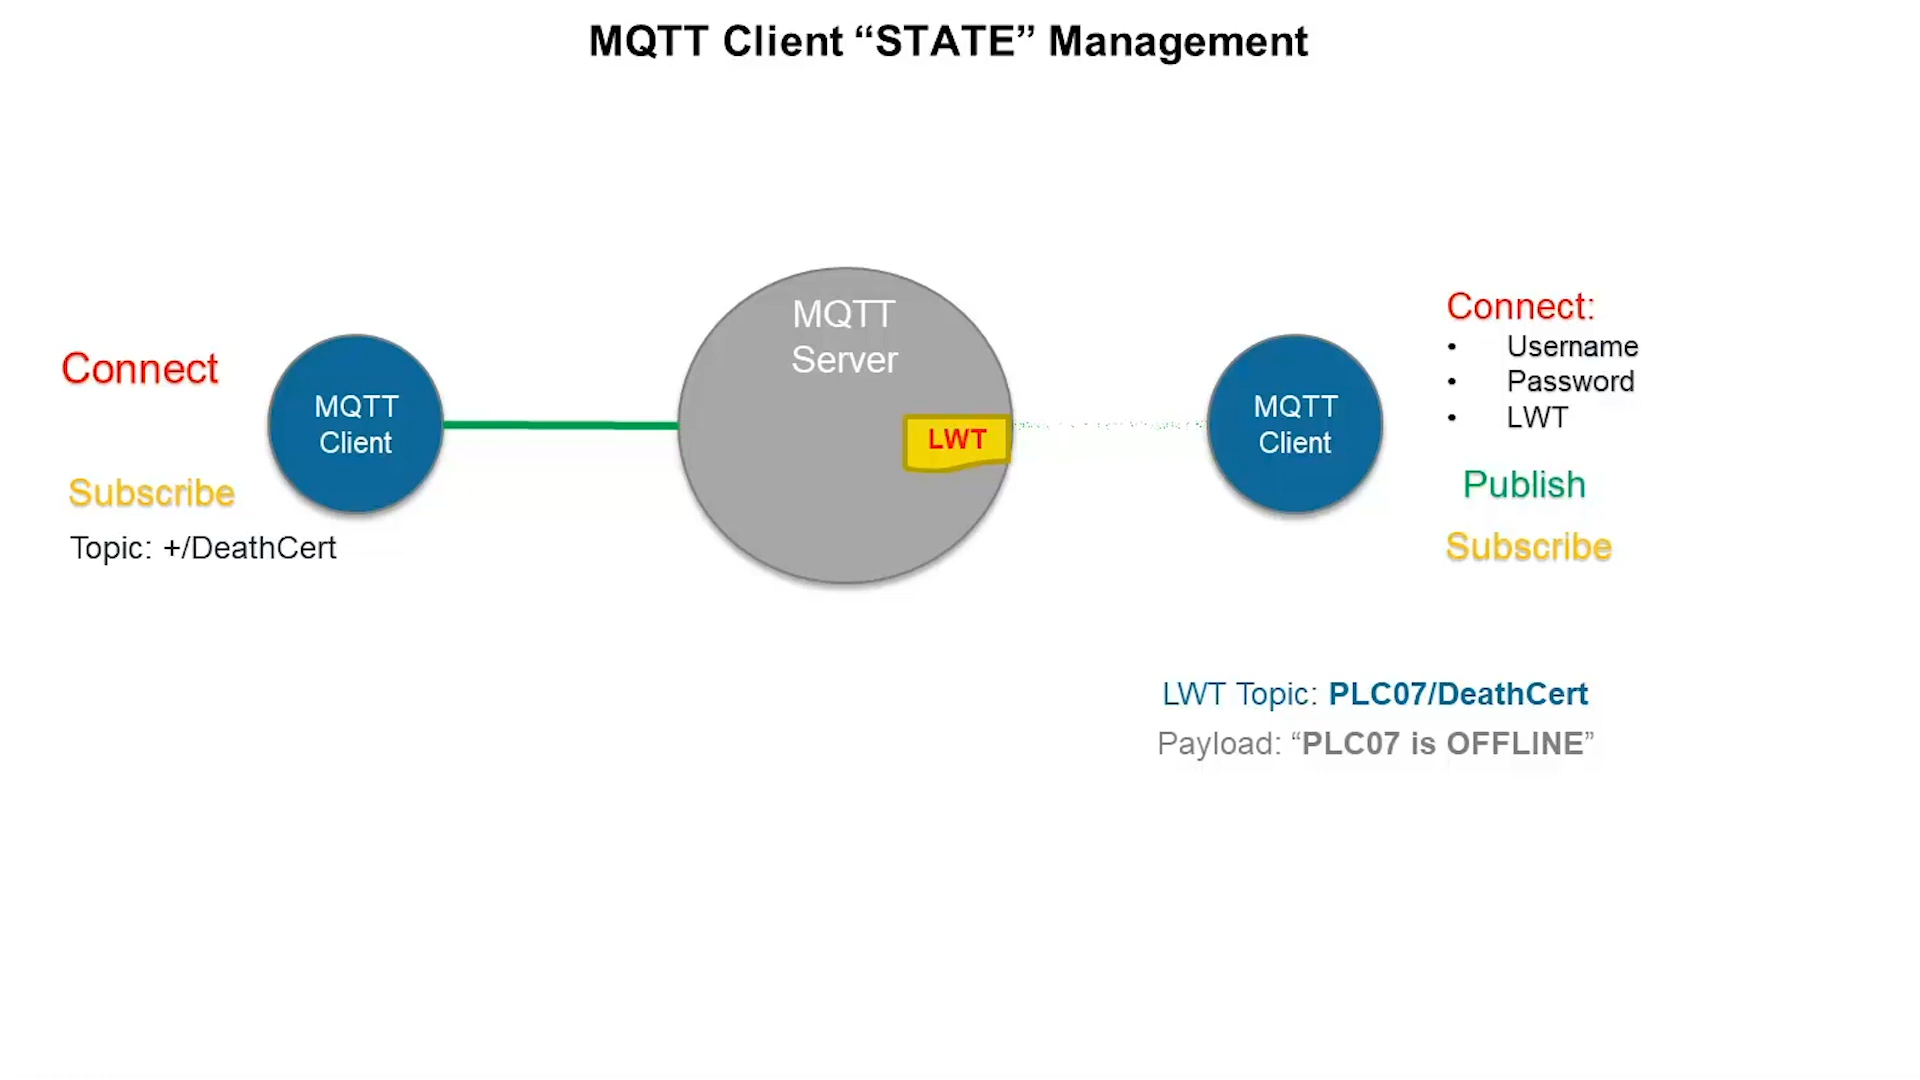 MQTT Client “STATE” Management
Connect
MQTT
Client
Subscribe
Topic: +/DeathCert
MQTT
Server
LWT
MQTT
Client
Connect:
• Username
• Password
• LWT
Publish
Subscribe
LWT Topic: PLC07/DeathCert
Payload: “PLC07 is OFFLINE”